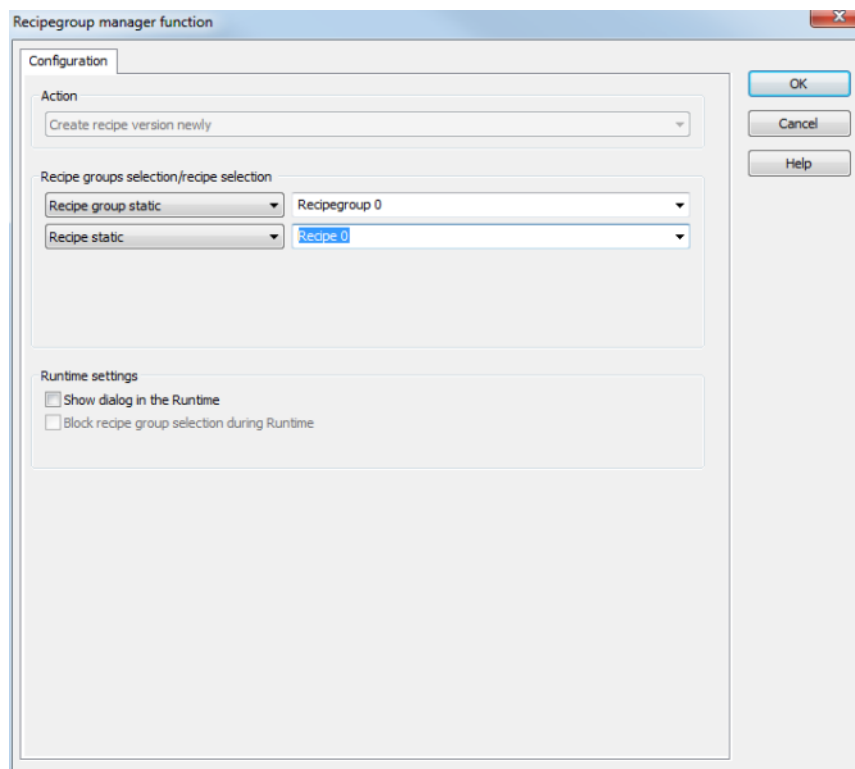 Recipegroup manager function
Configuration
Action
Create recipe version newly
Recipe groups selection/recipe selection
Recipe group static
Recipegroup 0
Recipe static
Recipe 0
Runtime settings
Show dialog in the Runtime
Block recipe group selection during Runtime
OK
Cancel
Help